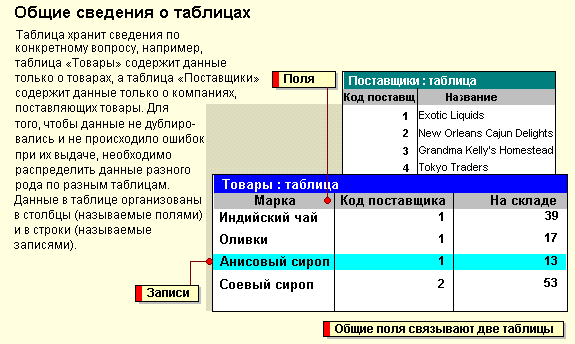 Общие сведения о таблицах
Таблица хранит сведения по
конкретному вопросу, например,
таблица «Товары» содержит данные
только о товарах, а таблица «Поставщики»
содержит данные только о компаниях,
поставляющих товары. Для
того, чтобы данные не дублиро-
вались и не происходило ошибок
при их выдаче, необходимо
распределить данные разного
рода по разным таблицам.
Данные в таблице организованы
в столбцы (называемые полями)
и в строки (называемые
записями).
Поля
Поставщики : таблица
Код поставщ Название
1 Exotic Liquids
2 New Orleans Cajun Delights
3 Grandma Kelly's Homestead
4 Tokyo Traders
Товары : таблица
Марка Код поставщика На складе
Индийский чай 1 39
Оливки 1 17
Анисовый сироп 1 13
Соевый сироп 2 53
Записи
Общие поля связывают две таблицы